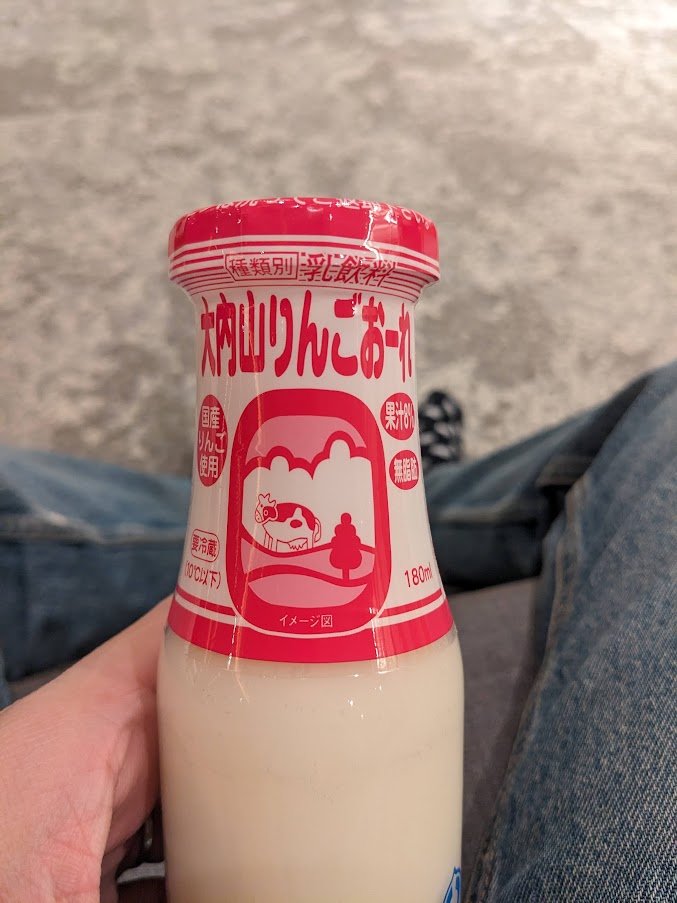 種類別 乳飲料
大内山りんごおーれ
国産
りんご
使用
果汁8%
無脂肪
要冷蔵
(10℃以下)
180ml
イメージ図